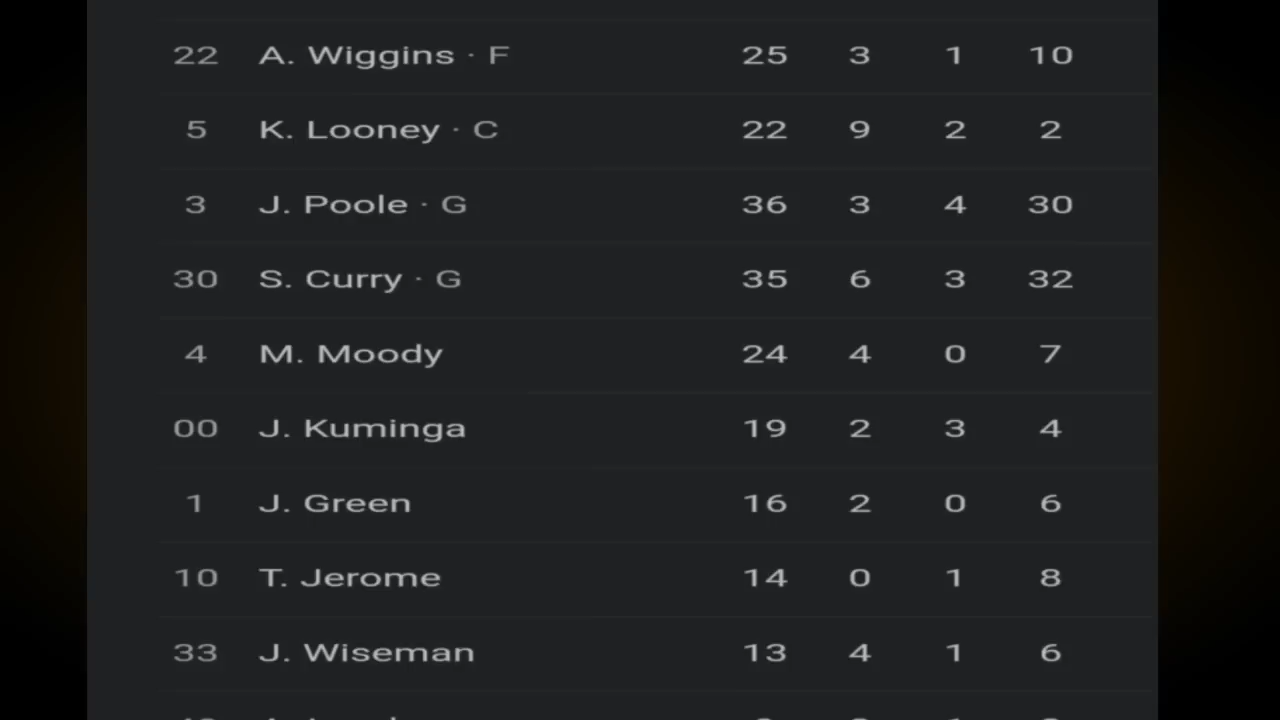 22 A. Wiggins · F 25 3 1 10
5 K. Looney · C 22 9 2 2
3 J. Poole · G 36 3 4 30
30 S. Curry · G 35 6 3 32
4 M. Moody 24 4 0 7
00 J. Kuminga 19 2 3 4
1 J. Green 16 2 0 6
10 T. Jerome 14 0 1 8
33 J. Wiseman 13 4 1 6